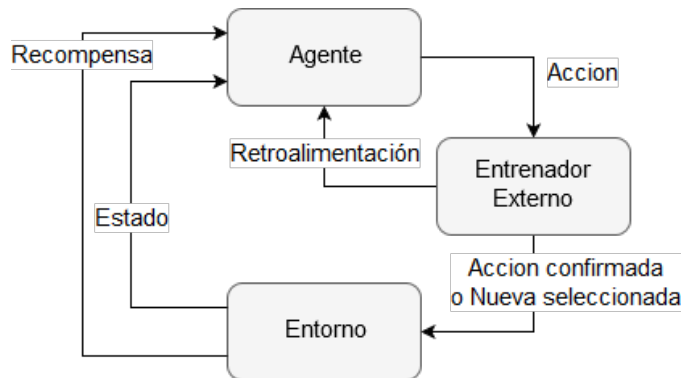 Recompensa
Agente
Accion
Retroalimentación
Entrenador
Externo
Estado
Accion confirmada
o Nueva seleccionada
Entorno